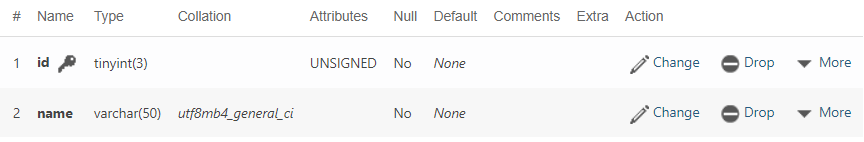 # Name Type Collation Attributes Null Default Comments Extra Action
1 id tinyint(3) UNSIGNED No None Change Drop More
2 name varchar(50) utf8mb4_general_ci No None Change Drop More